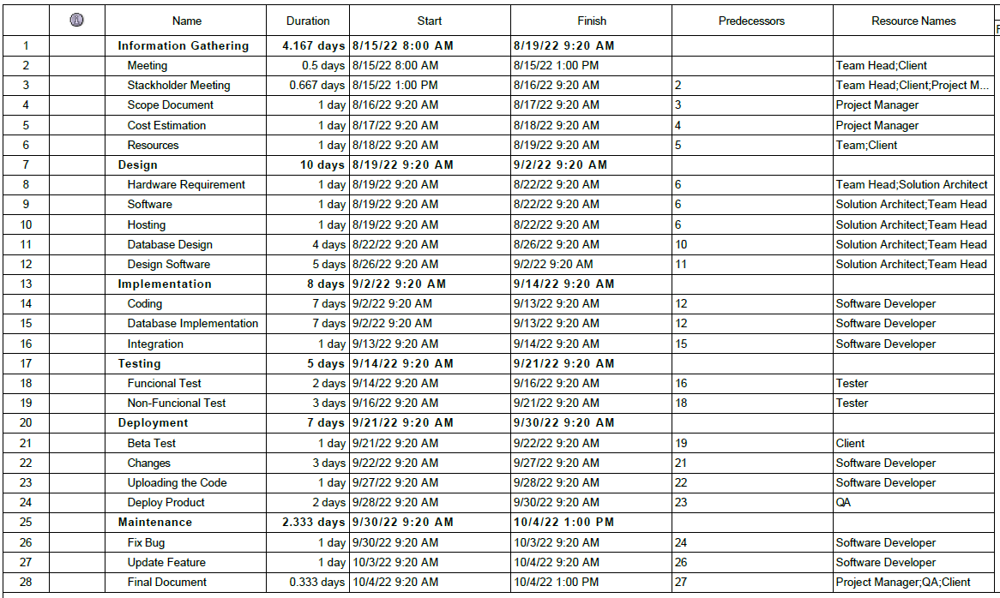 Name Duration Start Finish Predecessors Resource Names
1 Information Gathering 4.167 days 8/15/22 8:00 AM 8/19/22 9:20 AM
2 Meeting 0.5 days 8/15/22 8:00 AM 8/15/22 1:00 PM Team Head;Client
3 Stackholder Meeting 0.667 days 8/15/22 1:00 PM 8/16/22 9:20 AM 2 Team Head;Client;Project M...
4 Scope Document 1 day 8/16/22 9:20 AM 8/17/22 9:20 AM 3 Project Manager
5 Cost Estimation 1 day 8/17/22 9:20 AM 8/18/22 9:20 AM 4 Project Manager
6 Resources 1 day 8/18/22 9:20 AM 8/19/22 9:20 AM 5 Team;Client
7 Design 10 days 8/19/22 9:20 AM 9/2/22 9:20 AM
8 Hardware Requirement 1 day 8/19/22 9:20 AM 8/22/22 9:20 AM 6 Team Head;Solution Architect
9 Software 1 day 8/19/22 9:20 AM 8/22/22 9:20 AM 6 Solution Architect;Team Head
10 Hosting 1 day 8/19/22 9:20 AM 8/22/22 9:20 AM 6 Solution Architect;Team Head
11 Database Design 4 days 8/22/22 9:20 AM 8/26/22 9:20 AM 10 Solution Architect;Team Head
12 Design Software 5 days 8/26/22 9:20 AM 9/2/22 9:20 AM 11 Solution Architect;Team Head
13 Implementation 8 days 9/2/22 9:20 AM 9/14/22 9:20 AM
14 Coding 7 days 9/2/22 9:20 AM 9/13/22 9:20 AM 12 Software Developer
15 Database Implementation 7 days 9/2/22 9:20 AM 9/13/22 9:20 AM 12 Software Developer
16 Integration 1 day 9/13/22 9:20 AM 9/14/22 9:20 AM 15 Software Developer
17 Testing 5 days 9/14/22 9:20 AM 9/21/22 9:20 AM
18 Funcional Test 2 days 9/14/22 9:20 AM 9/16/22 9:20 AM 16 Tester
19 Non-Funcional Test 3 days 9/16/22 9:20 AM 9/21/22 9:20 AM 18 Tester
20 Deployment 7 days 9/21/22 9:20 AM 9/30/22 9:20 AM
21 Beta Test 1 day 9/21/22 9:20 AM 9/22/22 9:20 AM 19 Client
22 Changes 3 days 9/22/22 9:20 AM 9/27/22 9:20 AM 21 Software Developer
23 Uploading the Code 1 day 9/27/22 9:20 AM 9/28/22 9:20 AM 22 Software Developer
24 Deploy Product 2 days 9/28/22 9:20 AM 9/30/22 9:20 AM 23 QA
25 Maintenance 2.333 days 9/30/22 9:20 AM 10/4/22 1:00 PM
26 Fix Bug 1 day 9/30/22 9:20 AM 10/3/22 9:20 AM 24 Software Developer
27 Update Feature 1 day 10/3/22 9:20 AM 10/4/22 9:20 AM 26 Software Developer
28 Final Document 0.333 days 10/4/22 9:20 AM 10/4/22 1:00 PM 27 Project Manager;QA;Client